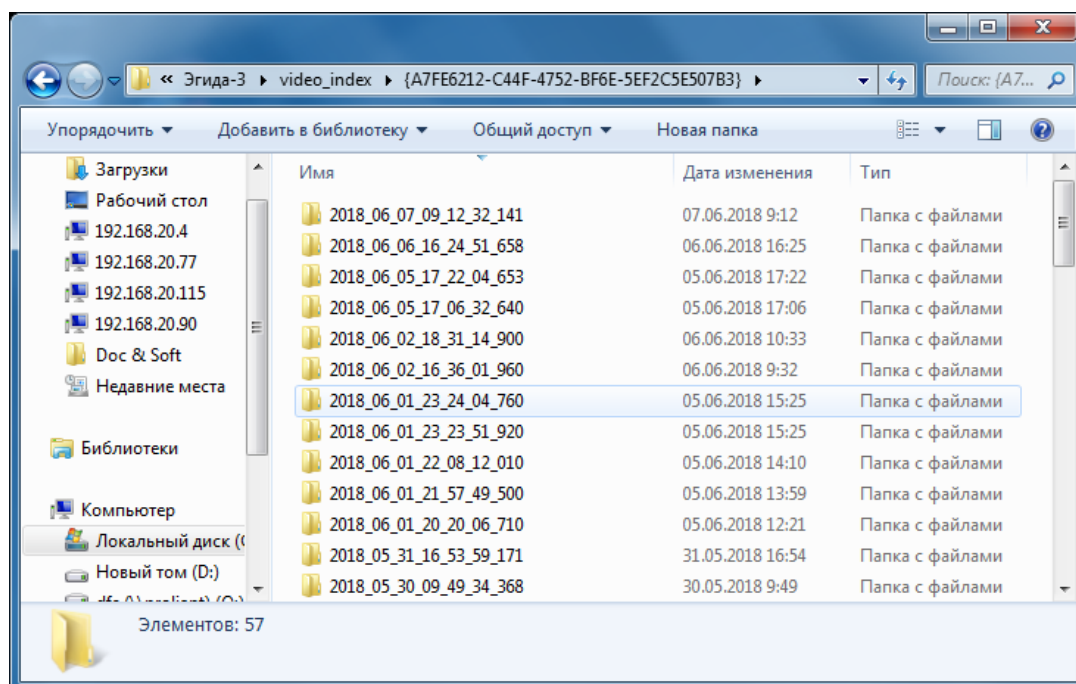 « Эгида-3 ▸ video_index ▸ {A7FE6212-C44F-4752-BF6E-5EF2C5E507B3} ▸ Поиск: {A7...
Упорядочить ▼ Добавить в библиотеку ▼ Общий доступ ▼ Новая папка
Загрузки
Рабочий стол
192.168.20.4
192.168.20.77
192.168.20.115
192.168.20.90
Doc & Soft
Недавние места
Библиотеки
Компьютер
Локальный диск (
Новый том (D:)
Имя Дата изменения Тип
2018_06_07_09_12_32_141 07.06.2018 9:12 Папка с файлами
2018_06_06_16_24_51_658 06.06.2018 16:25 Папка с файлами
2018_06_05_17_22_04_653 05.06.2018 17:22 Папка с файлами
2018_06_05_17_06_32_640 05.06.2018 17:06 Папка с файлами
2018_06_02_18_31_14_900 06.06.2018 10:33 Папка с файлами
2018_06_02_16_36_01_960 06.06.2018 9:32 Папка с файлами
2018_06_01_23_24_04_760 05.06.2018 15:25 Папка с файлами
2018_06_01_23_23_51_920 05.06.2018 15:25 Папка с файлами
2018_06_01_22_08_12_010 05.06.2018 14:10 Папка с файлами
2018_06_01_21_57_49_500 05.06.2018 13:59 Папка с файлами
2018_06_01_20_20_06_710 05.06.2018 12:21 Папка с файлами
2018_05_31_16_53_59_171 31.05.2018 16:54 Папка с файлами
2018_05_30_09_49_34_368 30.05.2018 9:49 Папка с файлами
Элементов: 57